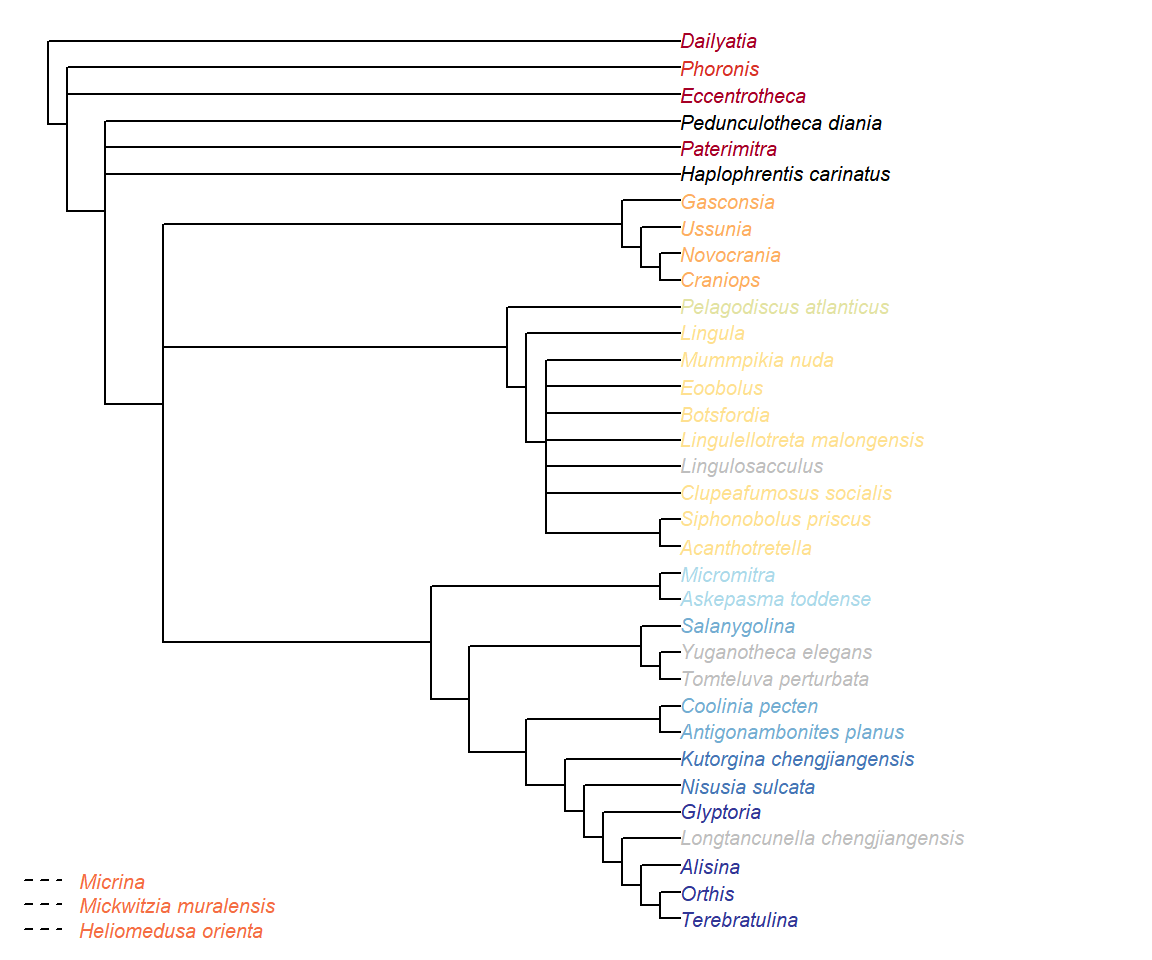 Dailyatia
Phoronis
Eccentrotheca
Pedunculotheca diania
Paterimitra
Haplophrentis carinatus
Gasconsia
Ussunia
Novocrania
Craniops
Pelagodiscus atlanticus
Lingula
Mummpikia nuda
Eoobolus
Botsfordia
Lingulellotreta malongensis
Lingulosacculus
Clupeafumosus socialis
Siphonobolus priscus
Acanthotretella
Micromitra
Askepasma toddense
Salanygolina
Yuganotheca elegans
Tomteluva perturbata
Coolinia pecten
Antigonambonites planus
Kutorgina chengjiangensis
Nisusia sulcata
Glyptoria
Longtancunella chengjiangensis
Alisina
Orthis
Terebratulina
Micrina
Mickwitzia muralensis
Heliomedusa orienta